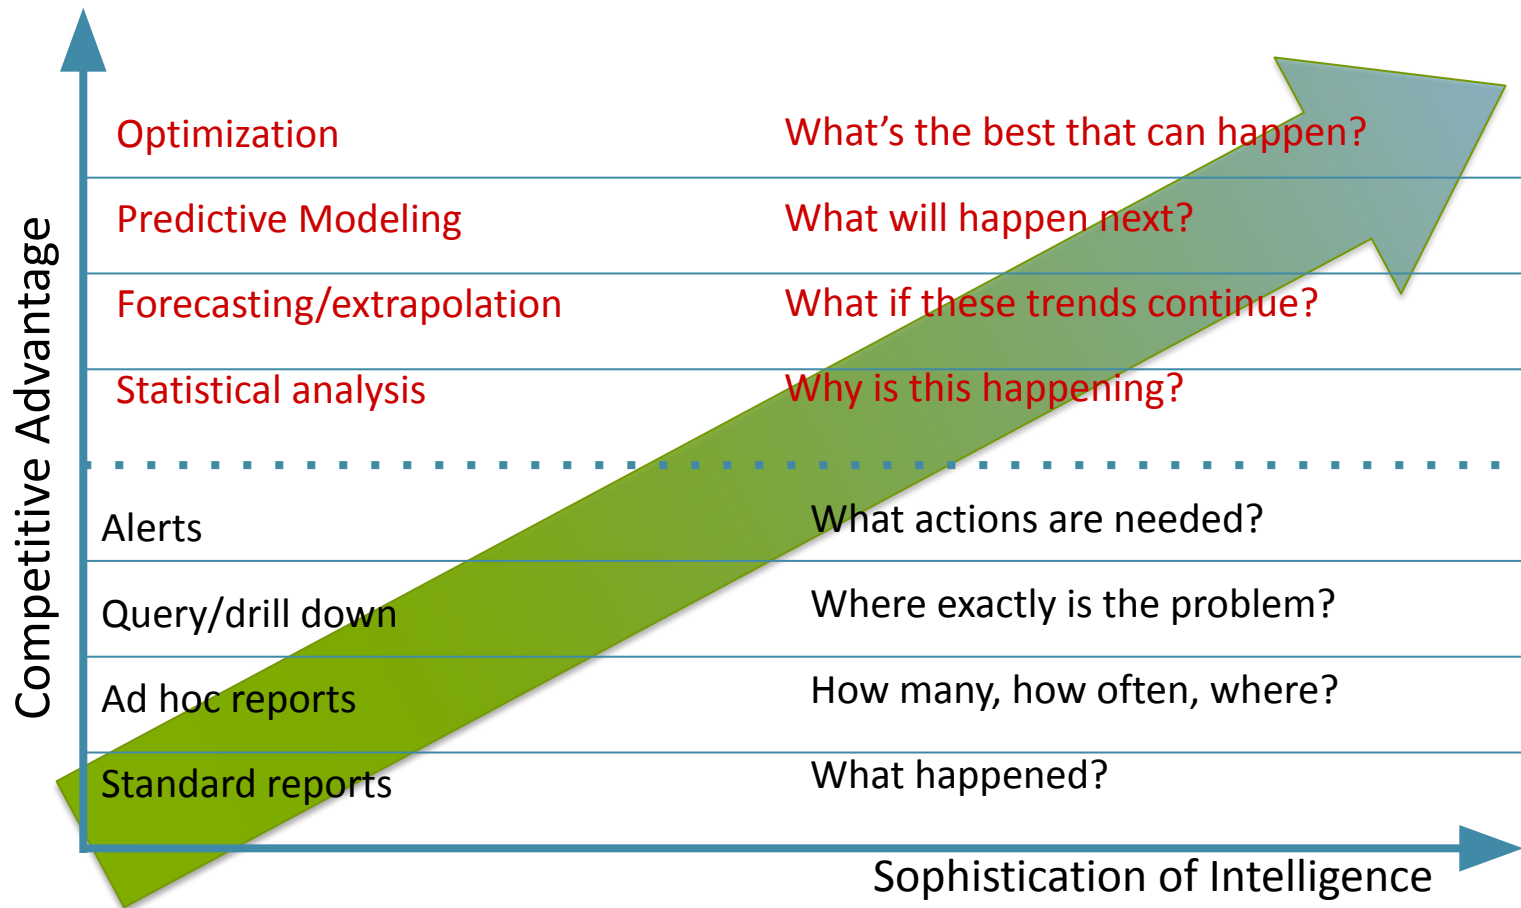 Optimization
What’s the best that can happen?
Predictive Modeling
What will happen next?
Forecasting/extrapolation
What if these trends continue?
Statistical analysis
Why is this happening?
Alerts
What actions are needed?
Query/drill down
Where exactly is the problem?
Ad hoc reports
How many, how often, where?
Standard reports
What happened?
Competitive Advantage
Sophistication of Intelligence